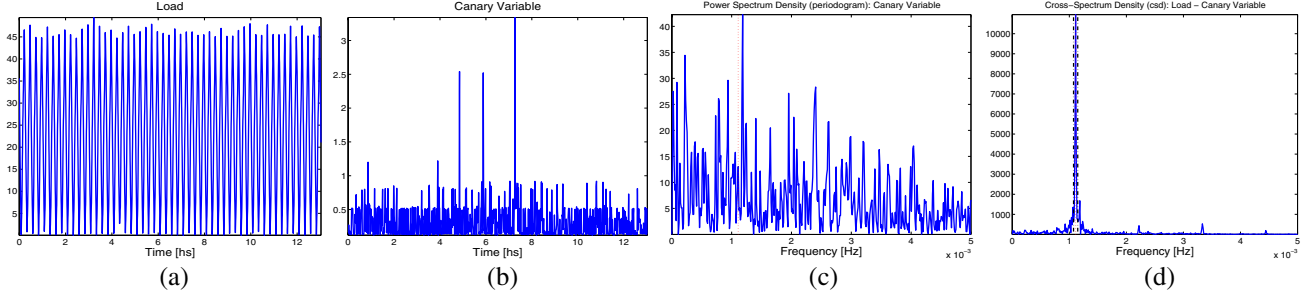 Load
45
40
35
30
25
20
15
10
5
0 2 4 6 8 10 12
Time [hs]
(a)
Canary Variable
3
2.5
2
1.5
1
0.5
0 2 4 6 8 10 12
Time [hs]
(b)
Power Spectrum Density (periodogram): Canary Variable
40
35
30
25
20
15
10
5
0
0 1 2 3 4 5
Frequency [Hz]
x 10⁻³
(c)
Cross−Spectrum Density (csd): Load − Canary Variable
10000
9000
8000
7000
6000
5000
4000
3000
2000
1000
0 1 2 3 4 5
Frequency [Hz]
x 10⁻³
(d)